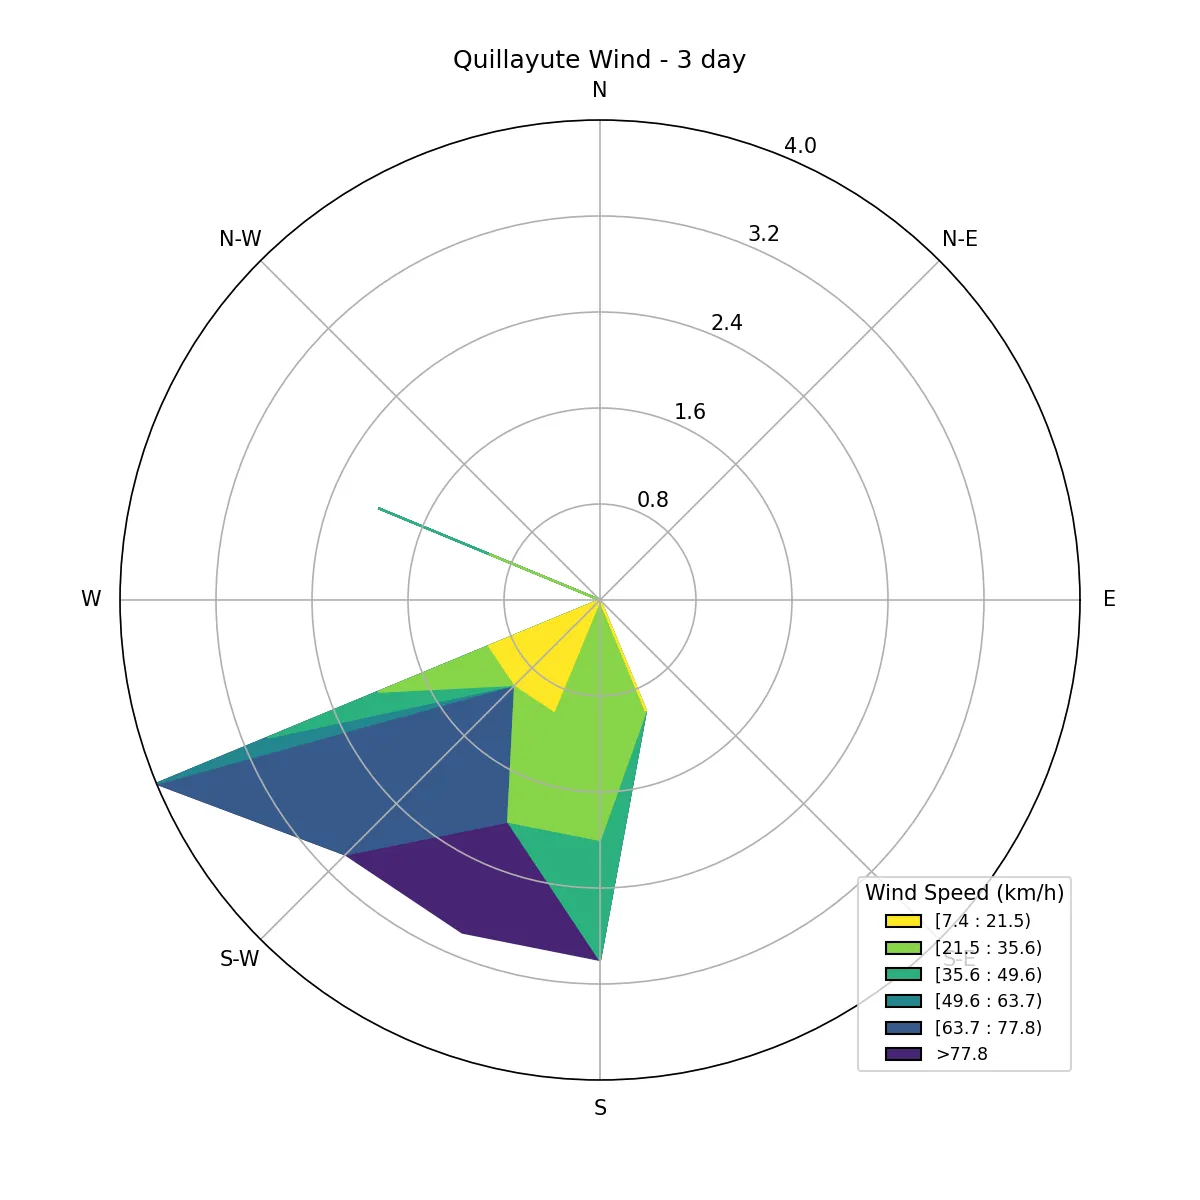 Quillayute Wind - 3 day
N
4.0
N-W
3.2
N-E
2.4
1.6
0.8
W
E
Wind Speed (km/h)
[7.4 : 21.5)
[21.5 : 35.6)
S-W
S-E
[35.6 : 49.6)
[49.6 : 63.7)
[63.7 : 77.8)
>77.8
S